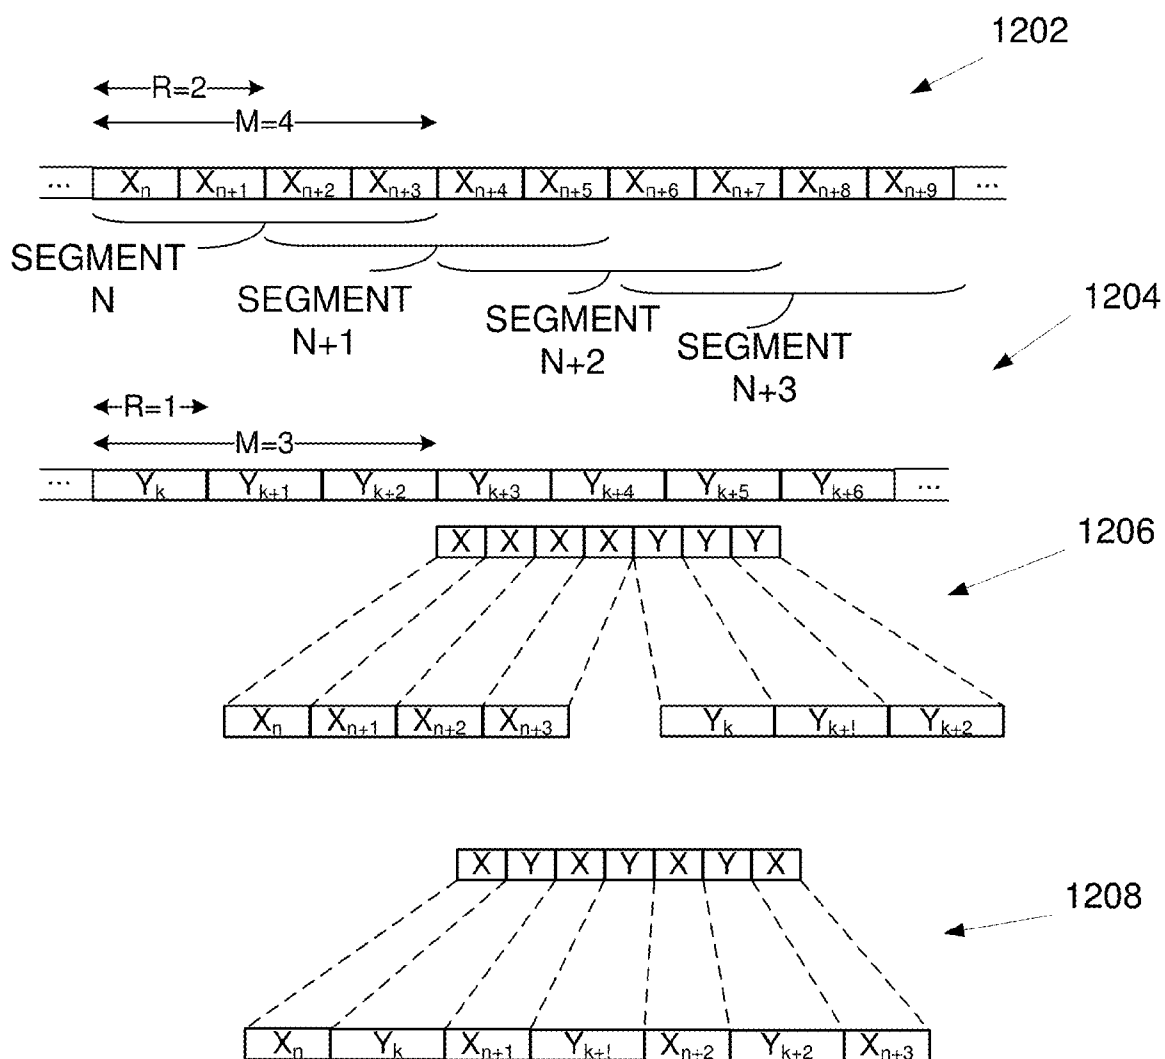 1202
R=2
M=4
... Xn Xn+1 Xn+2 Xn+3 Xn+4 Xn+5 Xn+6 Xn+7 Xn+8 Xn+9 ...
SEGMENT
N
SEGMENT
N+1
SEGMENT
N+2
SEGMENT
N+3
1204
R=1
M=3
... Yk Yk+1 Yk+2 Yk+3 Yk+4 Yk+5 Yk+6 ...
X X X X Y Y Y
1206
Xn Xn+1 Xn+2 Xn+3 Yk Yk+! Yk+2
X Y X Y X Y X
1208
Xn Yk Xn+1 Yk+! Xn+2 Yk+2 Xn+3